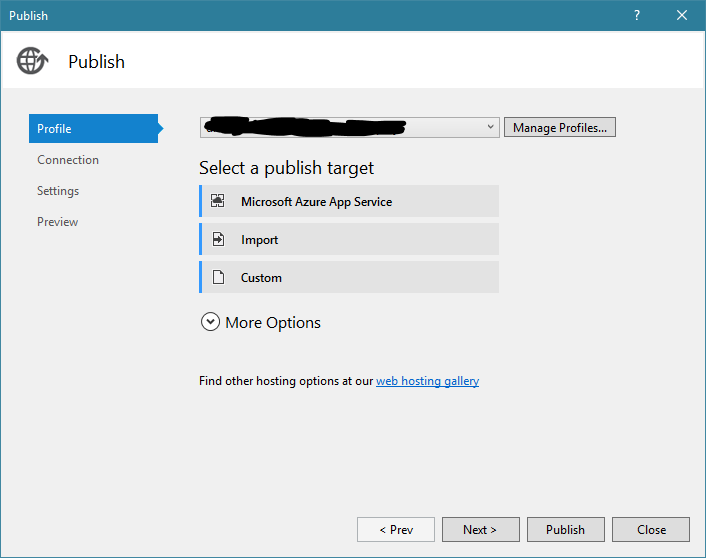 Publish
?
Publish
Profile
Manage Profiles...
Connection
Select a publish target
Settings
Microsoft Azure App Service
Preview
Import
Custom
More Options
Find other hosting options at our web hosting gallery
< Prev
Next >
Publish
Close